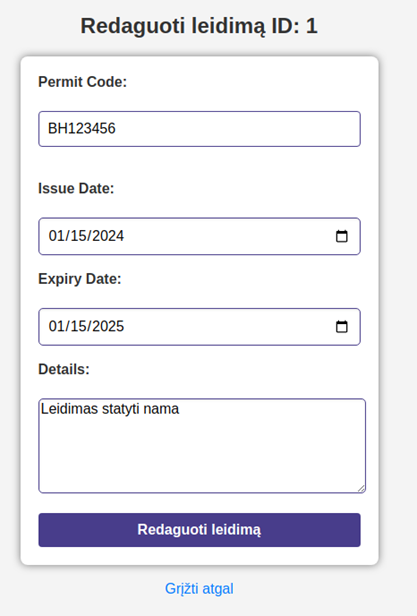 Redaguoti leidimą ID: 1
Permit Code:
BH123456
Issue Date:
01/15/2024
Expiry Date:
01/15/2025
Details:
Leidimas statyti nama
Redaguoti leidimą
Grįžti atgal